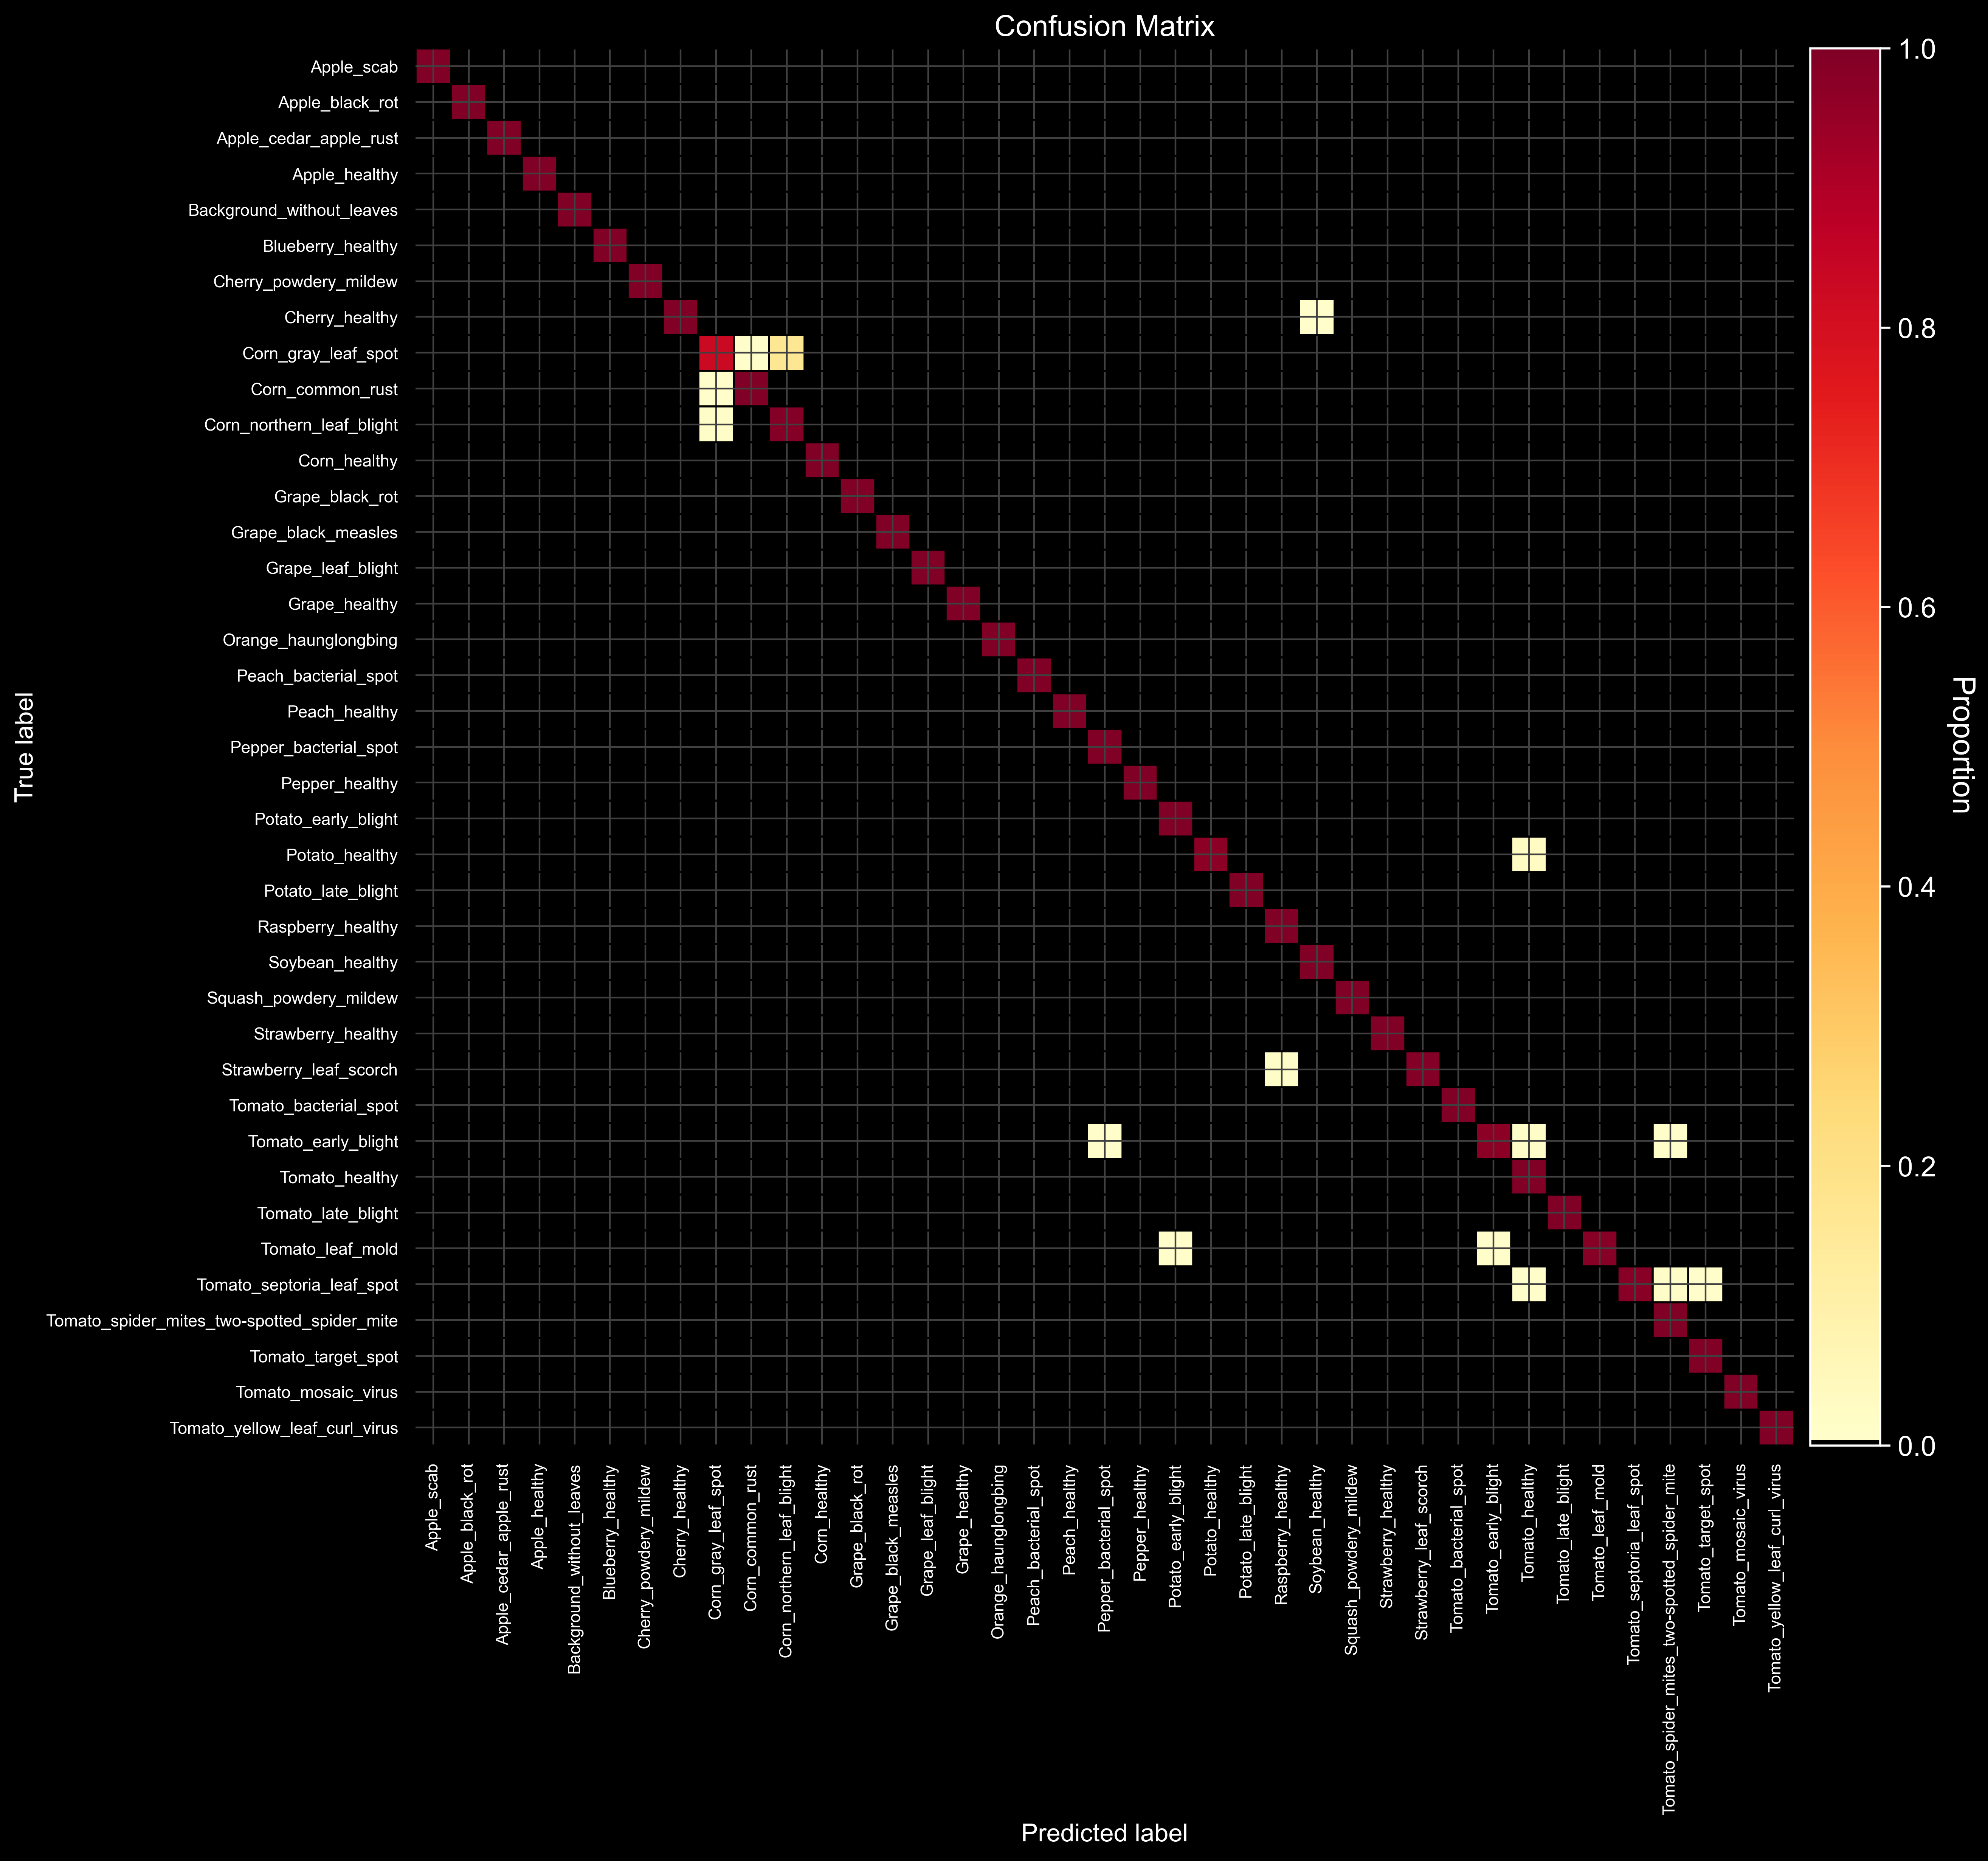 Confusion Matrix
True label
Apple_scab
Apple_black_rot
Apple_cedar_apple_rust
Apple_healthy
Background_without_leaves
Blueberry_healthy
Cherry_powdery_mildew
Cherry_healthy
Corn_gray_leaf_spot
Corn_common_rust
Corn_northern_leaf_blight
Corn_healthy
Grape_black_rot
Grape_black_measles
Grape_leaf_blight
Grape_healthy
Orange_haunglongbing
Peach_bacterial_spot
Peach_healthy
Pepper_bacterial_spot
Pepper_healthy
Potato_early_blight
Potato_healthy
Potato_late_blight
Raspberry_healthy
Soybean_healthy
Squash_powdery_mildew
Strawberry_healthy
Strawberry_leaf_scorch
Tomato_bacterial_spot
Tomato_early_blight
Tomato_healthy
Tomato_late_blight
Tomato_leaf_mold
Tomato_septoria_leaf_spot
Tomato_spider_mites_two-spotted_spider_mite
Tomato_target_spot
Tomato_mosaic_virus
Tomato_yellow_leaf_curl_virus
Apple_scab
Apple_black_rot
Apple_cedar_apple_rust
Apple_healthy
Background_without_leaves
Blueberry_healthy
Cherry_powdery_mildew
Cherry_healthy
Corn_gray_leaf_spot
Corn_common_rust
Corn_northern_leaf_blight
Corn_healthy
Grape_black_rot
Grape_black_measles
Grape_leaf_blight
Grape_healthy
Orange_haunglongbing
Peach_bacterial_spot
Peach_healthy
Pepper_bacterial_spot
Pepper_healthy
Potato_early_blight
Potato_healthy
Potato_late_blight
Raspberry_healthy
Soybean_healthy
Squash_powdery_mildew
Strawberry_healthy
Strawberry_leaf_scorch
Tomato_bacterial_spot
Tomato_early_blight
Tomato_healthy
Tomato_late_blight
Tomato_leaf_mold
Tomato_septoria_leaf_spot
Tomato_spider_mites_two-spotted_spider_mite
Tomato_target_spot
Tomato_mosaic_virus
Tomato_yellow_leaf_curl_virus
Predicted label
1.0
0.8
0.6
0.4
0.2
0.0
Proportion